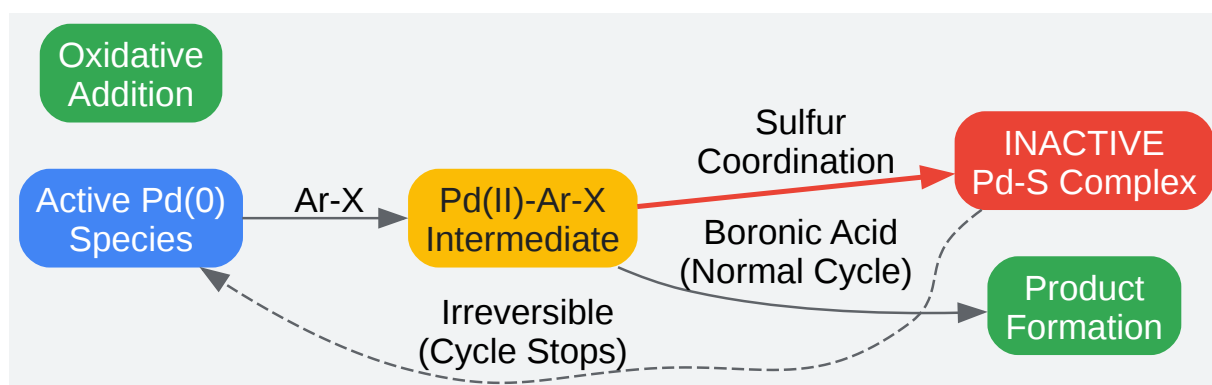 Oxidative
Addition
Active Pd(0)
Species
Ar-X
Pd(II)-Ar-X
Intermediate
Sulfur
Coordination
INACTIVE
Pd-S Complex
Boronic Acid
(Normal Cycle)
Irreversible
(Cycle Stops)
Product
Formation